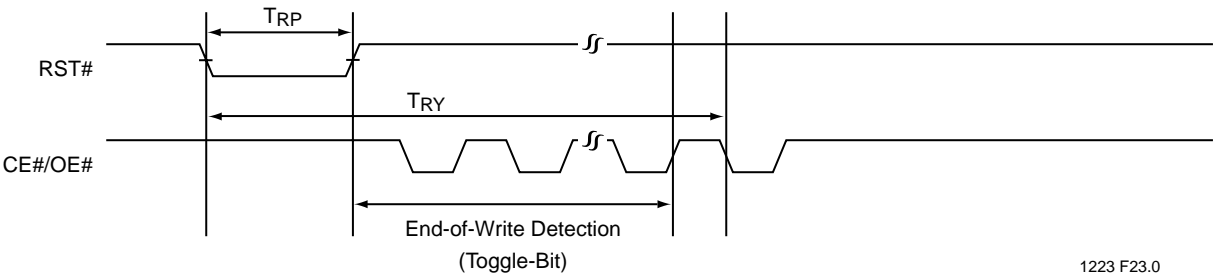 TRP
RST#
TRY
CE#/OE#
End-of-Write Detection
(Toggle-Bit)
1223 F23.0